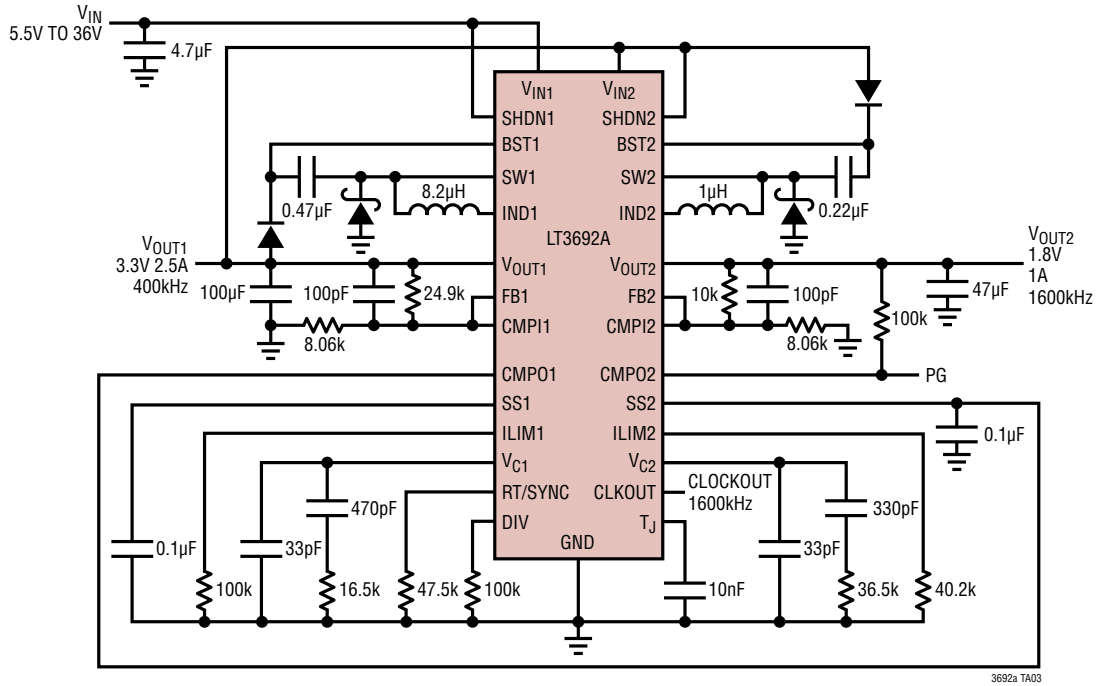 VIN
5.5V TO 36V
4.7µF
VIN1
VIN2
SHDN1
SHDN2
BST1
BST2
SW1
SW2
0.47µF
8.2µH
1µH
0.22µF
IND1
IND2
LT3692A
VOUT1
3.3V 2.5A
400kHz
VOUT1
VOUT2
VOUT2
1.8V
1A
1600kHz
100µF
100pF
24.9k
FB1
FB2
10k
100pF
47µF
8.06k
CMPI1
CMPI2
8.06k
100k
CMPO1
CMPO2
PG
SS1
SS2
ILIM1
ILIM2
0.1µF
VC1
VC2
RT/SYNC
CLKOUT
CLOCKOUT
1600kHz
470pF
330pF
DIV
TJ
GND
0.1µF
33pF
33pF
100k
16.5k
47.5k
100k
10nF
36.5k
40.2k
3692a TA03